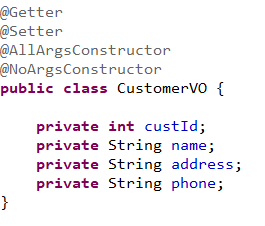 @Getter
@Setter
@AllArgsConstructor
@NoArgsConstructor
public class CustomerVO {
private int custId;
private String name;
private String address;
private String phone;
}